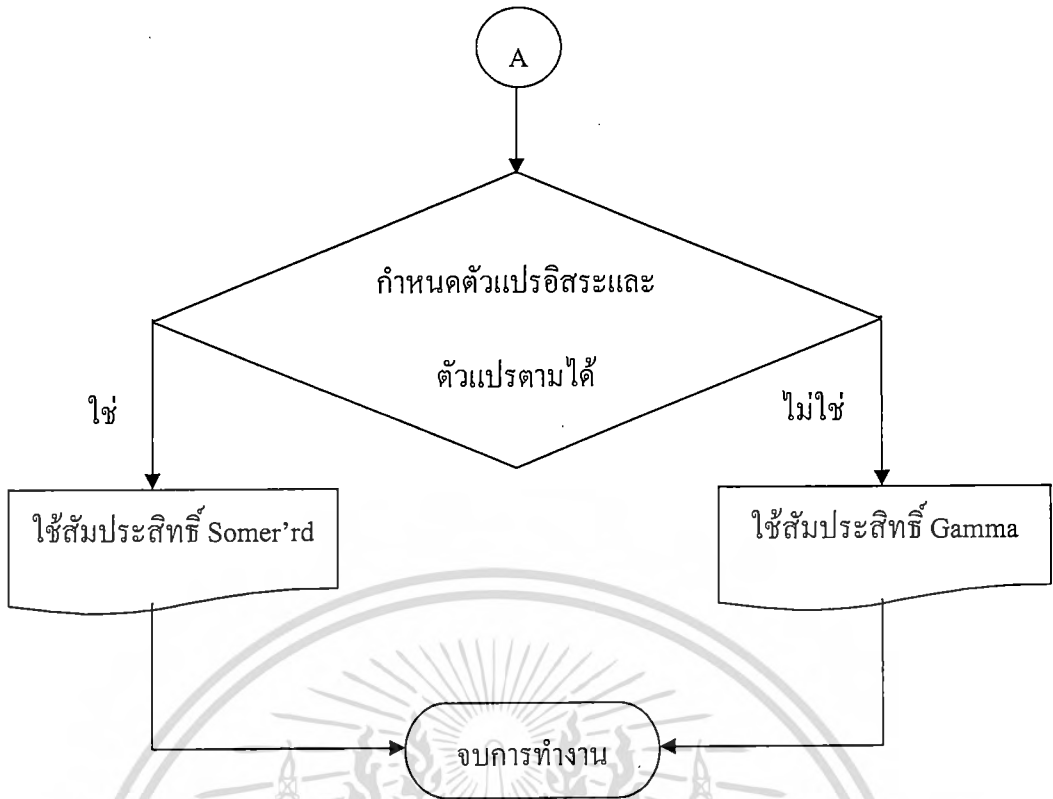 A
กำหนดตัวแปรอิสระและ
ตัวแปรตามได้
ใช่
ไม่ใช่
ใช้สัมประสิทธิ์ Somer'rd
ใช้สัมประสิทธิ์ Gamma
จบการทำงาน